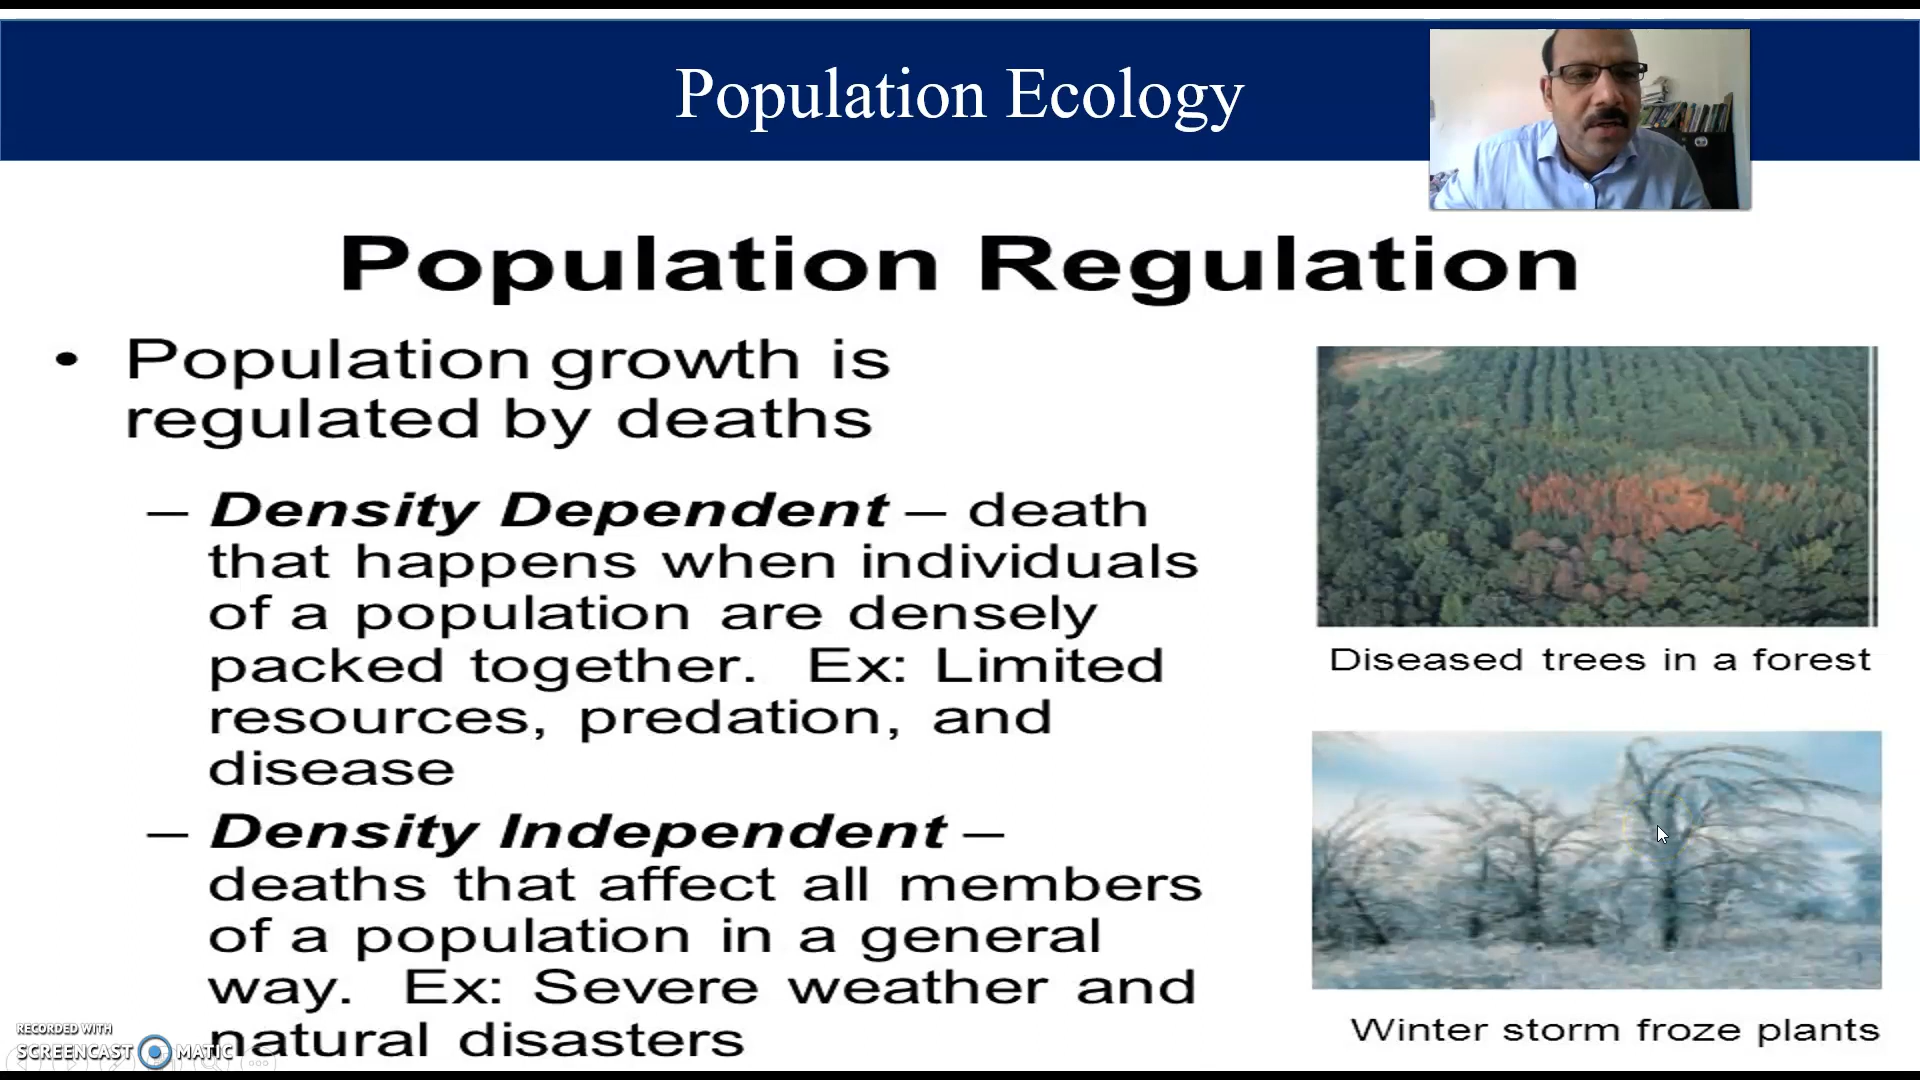 Population Ecology
Population Regulation
• Population growth is
regulated by deaths
– Density Dependent – death
that happens when individuals
of a population are densely
packed together. Ex: Limited
resources, predation, and
disease
– Density Independent –
deaths that affect all members
of a population in a general
way. Ex: Severe weather and
natural disasters
Diseased trees in a forest
Winter storm froze plants
RECORDED WITH
SCREENCAST MATIC